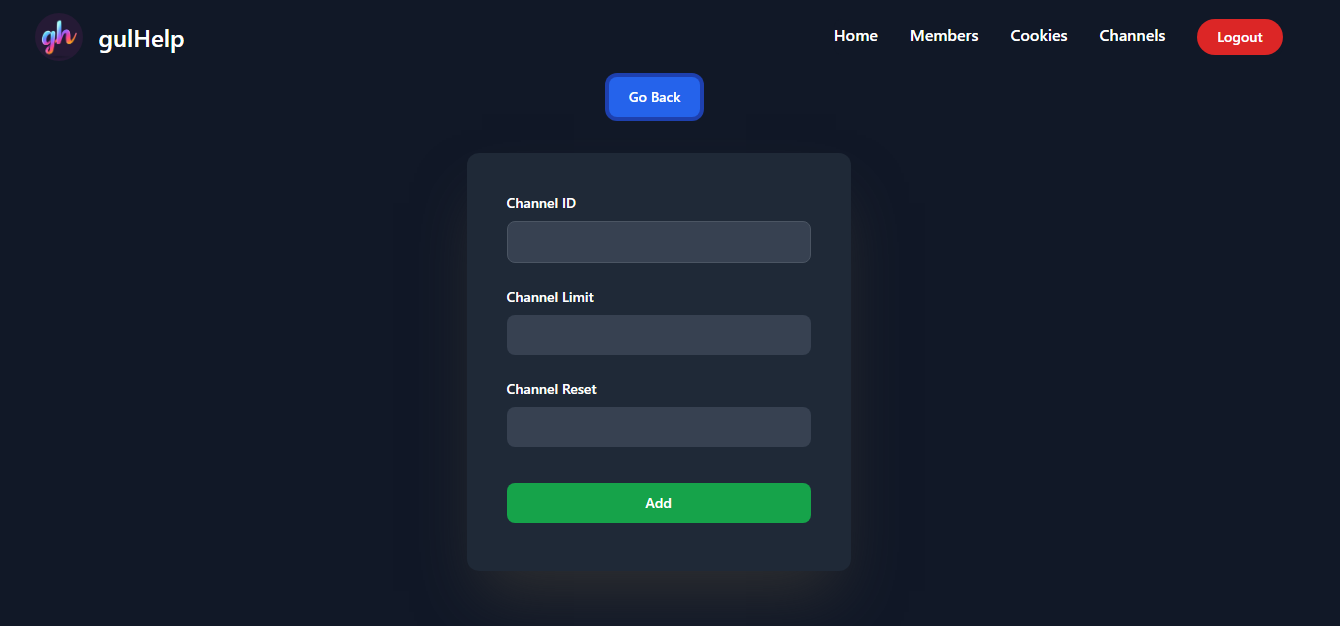 gh gulHelp Home Members Cookies Channels Logout
Go Back
Channel ID
Channel Limit
Channel Reset
Add